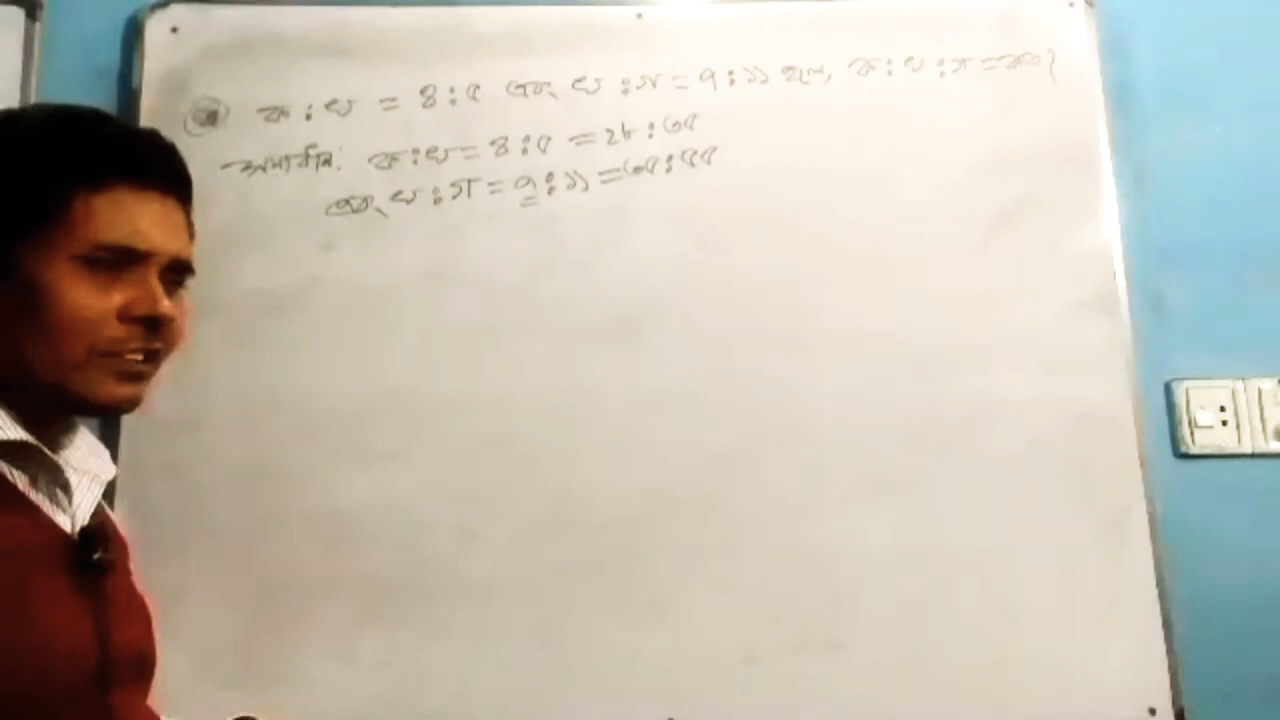 ক : খ = ৪ : ৫ এবং খ : গ = ৭ : ১১ হলে, ক : খ : গ = কত?
সমাধান: ক : খ = ৪ : ৫ = ২৮ : ৩৫
এবং খ : গ = ৭ : ১১ = ৩৫ : ৫৫